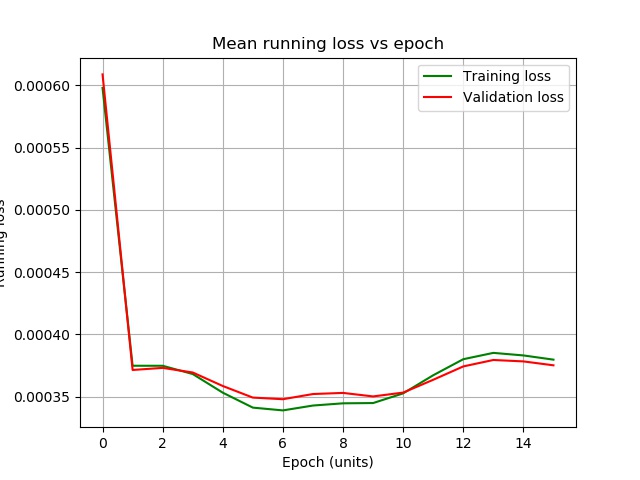 Mean running loss vs epoch
Training loss
Validation loss
0.00060
0.00055
0.00050
0.00045
0.00040
0.00035
loss
0 2 4 6 8 10 12 14
Epoch (units)